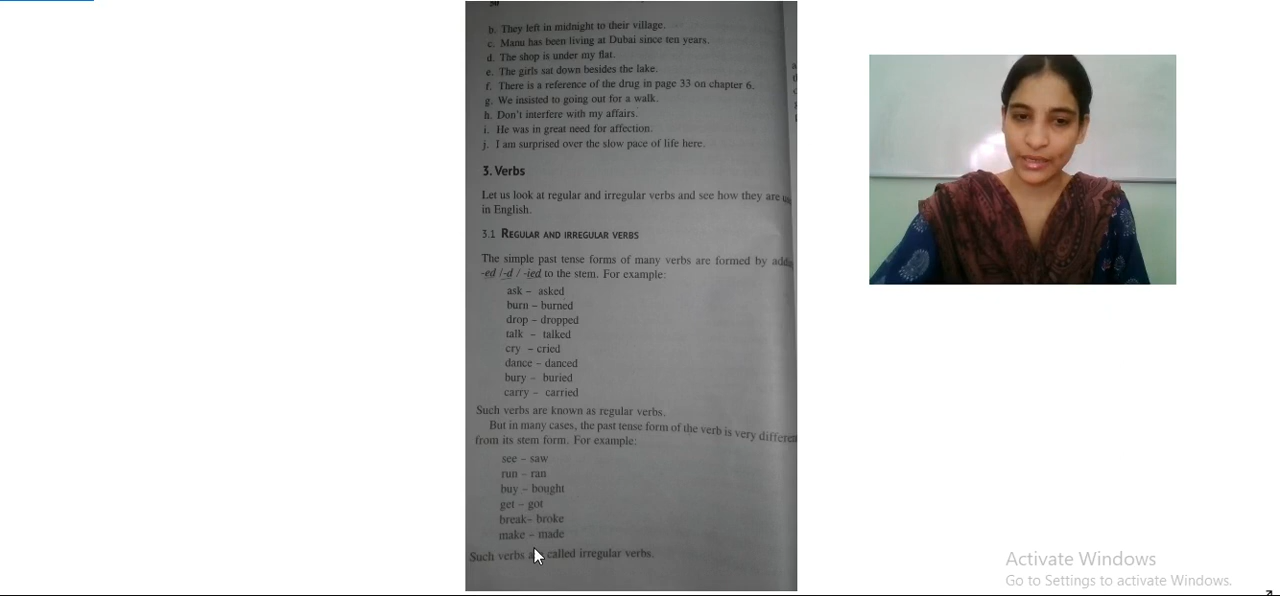 50
b. They left in midnight to their village.
c. Manu has been living at Dubai since ten years.
d. The shop is under my flat.
e. The girls sat down besides the lake.
f. There is a reference of the drug in page 33 on chapter 6.
g. We insisted to going out for a walk.
h. Don't interfere with my affairs.
i. He was in great need for affection.
j. I am surprised over the slow pace of life here.
3. Verbs
Let us look at regular and irregular verbs and see how they are
in English.
3.1 REGULAR AND IRREGULAR VERBS
The simple past tense forms of many verbs are formed by
-ed /-d / -ied to the stem. For example:
ask – asked
burn – burned
drop – dropped
talk – talked
cry – cried
dance – danced
bury – buried
carry – carried
Such verbs are known as regular verbs.
But in many cases, the past tense form of the verb is very
from its stem form. For example:
see – saw
run – ran
buy – bought
get – got
break– broke
make – made
Such verbs called irregular verbs.
Activate Windows
Go to Settings to activate Windows.